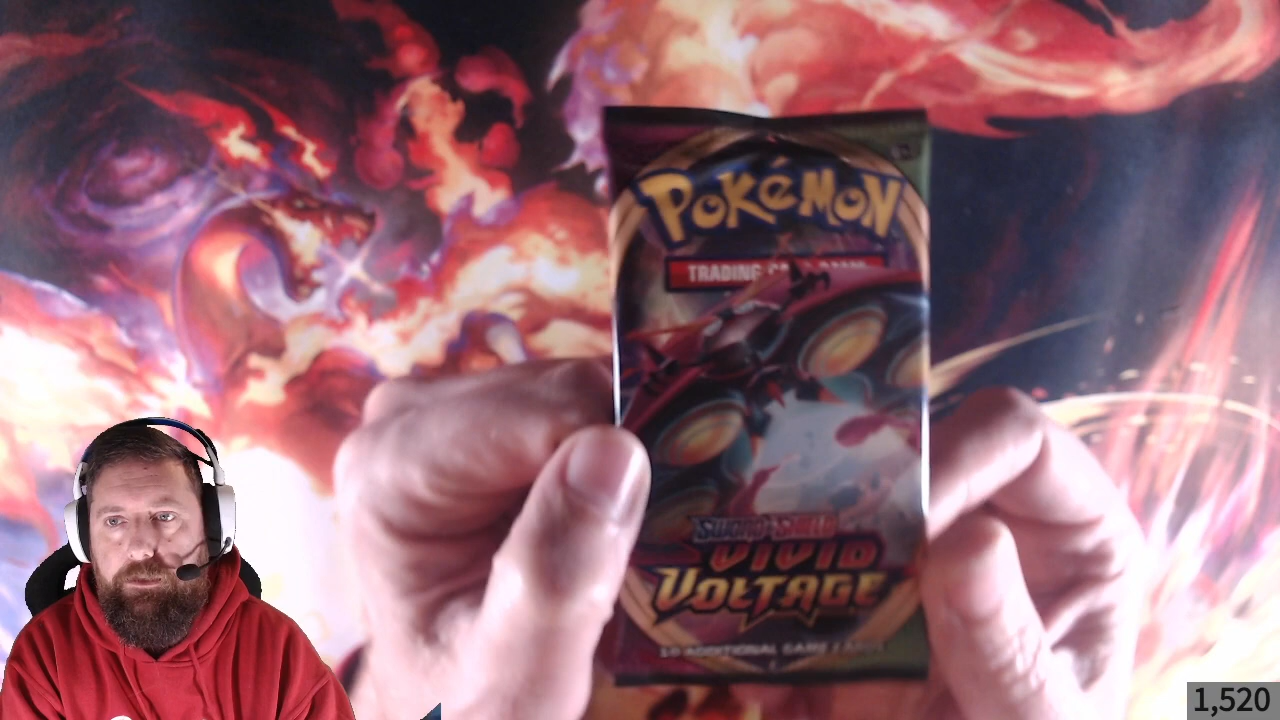 POKéMON
TRADING CARD GAME
SWORD & SHIELD
VIVID
VOLTAGE
10 ADDITIONAL GAME CARDS
1,520